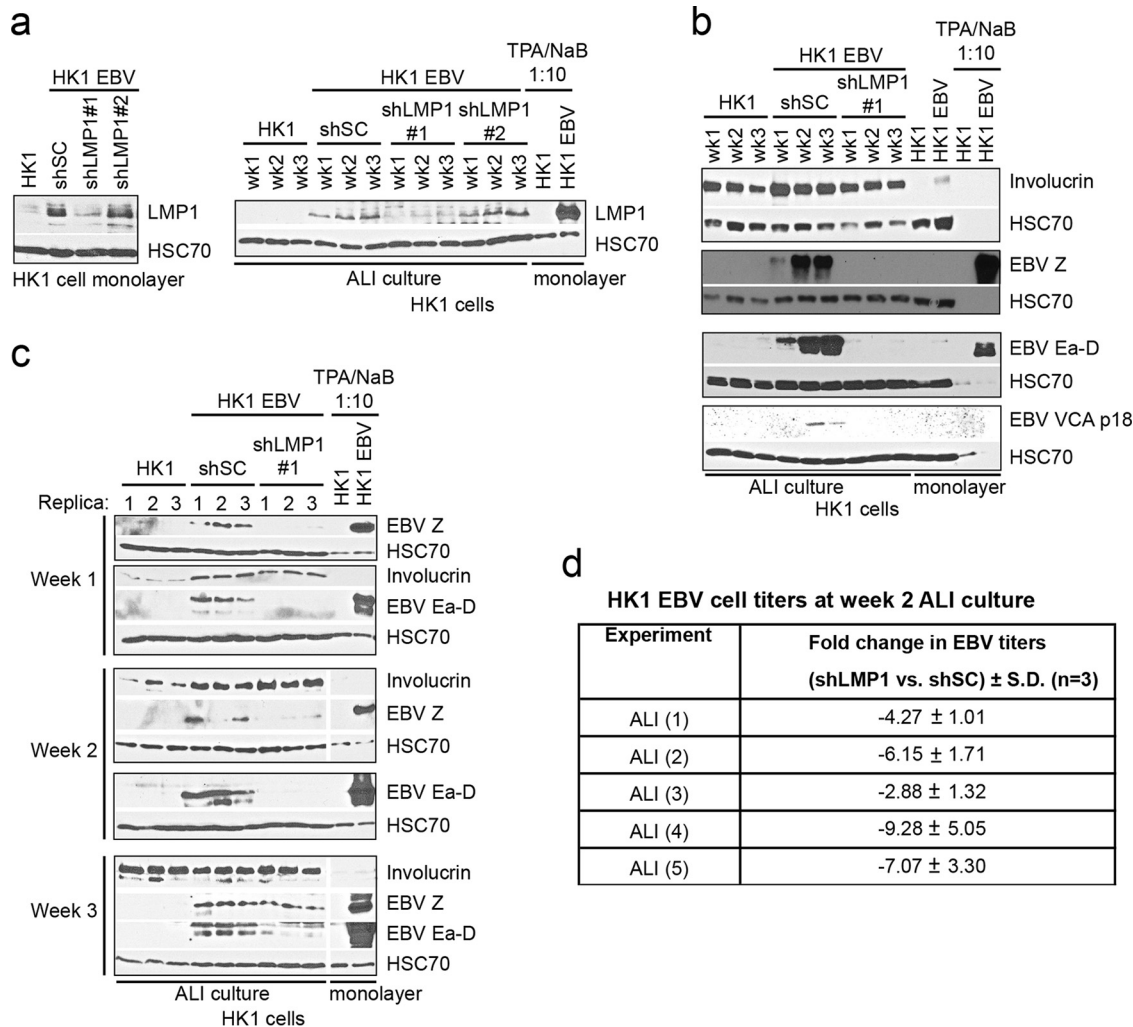 a
HK1 EBV
HK1
shSC
shLMP1#1
shLMP1#2
LMP1
HSC70
HK1 cell monolayer
TPA/NaB
1:10
HK1 EBV
shLMP1 shLMP1
HK1 shSC #1 #2
wk1 wk2 wk3 wk1 wk2 wk3 wk1 wk2 wk3 wk1 wk2 wk3 HK1 HK1 EBV
LMP1
HSC70
ALI culture monolayer
HK1 cells
b
TPA/NaB
1:10
HK1 EBV
shLMP1
HK1 shSC #1
wk1 wk2 wk3 wk1 wk2 wk3 wk1 wk2 wk3 HK1 HK1 EBV HK1 HK1 EBV
Involucrin
HSC70
EBV Z
HSC70
EBV Ea-D
HSC70
EBV VCA p18
HSC70
ALI culture monolayer
HK1 cells
c
TPA/NaB
1:10
HK1 EBV
shLMP1
HK1 shSC #1
HK1 HK1 EBV
Replica: 1 2 3 1 2 3 1 2 3
Week 1
EBV Z
HSC70
Involucrin
EBV Ea-D
HSC70
Week 2
Involucrin
EBV Z
HSC70
EBV Ea-D
HSC70
Week 3
Involucrin
EBV Z
EBV Ea-D
HSC70
ALI culture monolayer
HK1 cells
d
HK1 EBV cell titers at week 2 ALI culture
Experiment Fold change in EBV titers
(shLMP1 vs. shSC) ± S.D. (n=3)
ALI (1) -4.27 ± 1.01
ALI (2) -6.15 ± 1.71
ALI (3) -2.88 ± 1.32
ALI (4) -9.28 ± 5.05
ALI (5) -7.07 ± 3.30